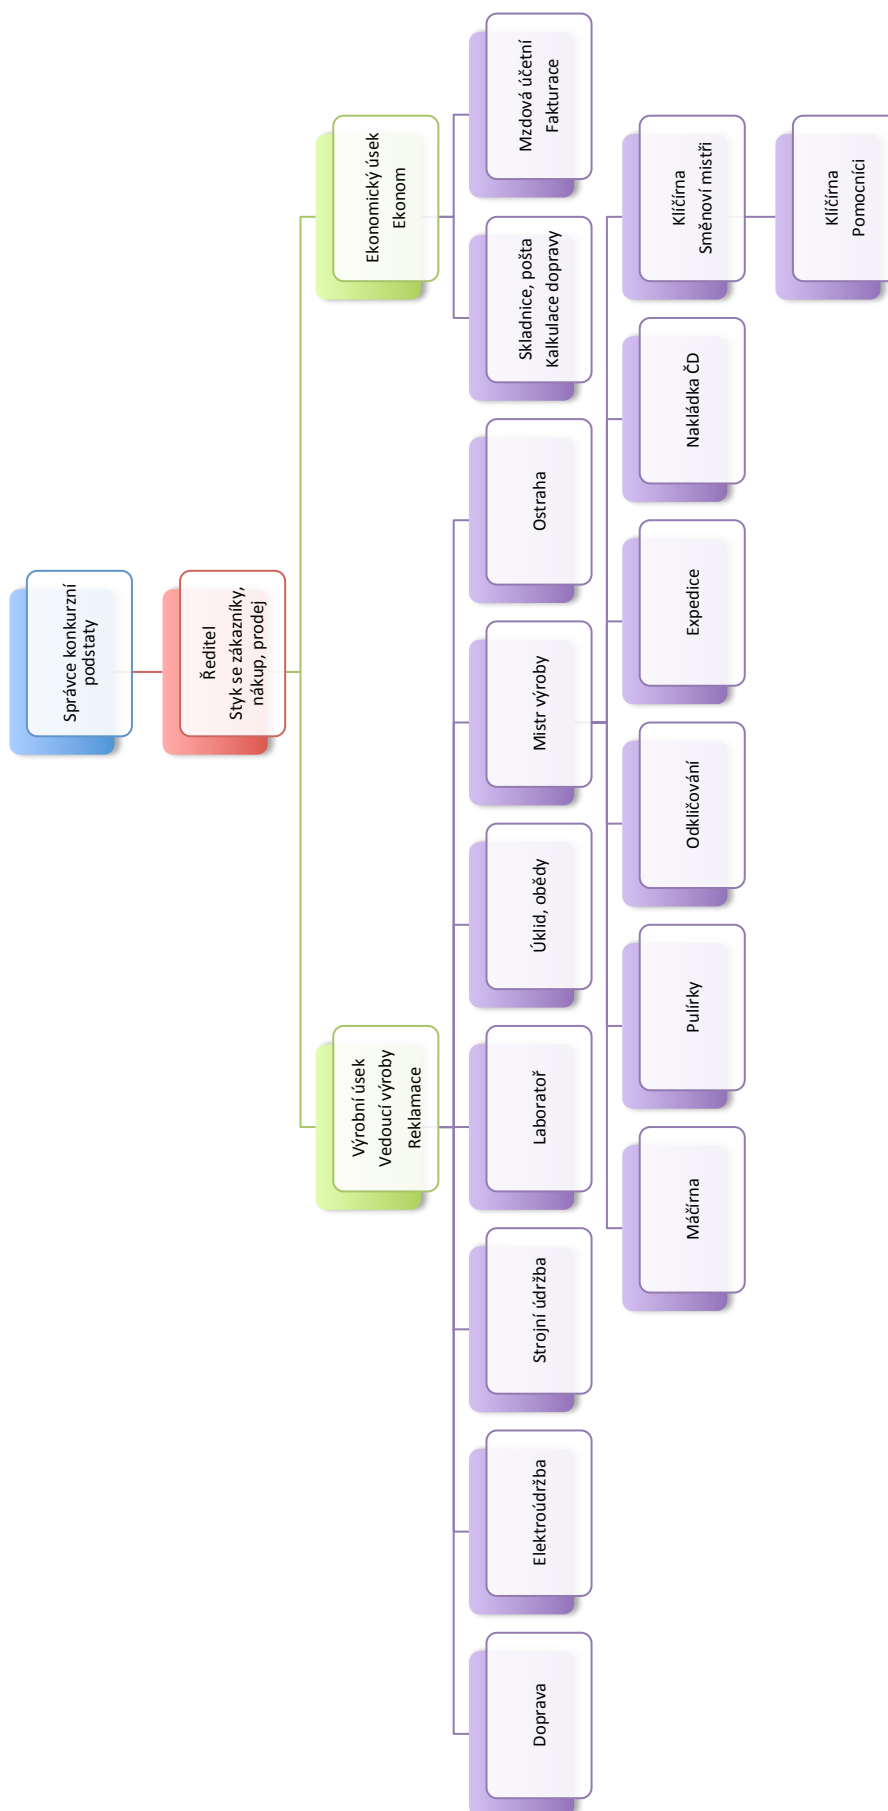 Správce konkurzní
podstaty
Ředitel
Styk se zákazníky,
nákup, prodej
Výrobní úsek
Vedoucí výroby
Reklamace
Ekonomický úsek
Ekonom
Doprava
Elektroúdržba
Strojní údržba
Laboratoř
Úklid, obědy
Mistr výroby
Ostraha
Skladnice, pošta
Kalkulace dopravy
Mzdová účetní
Fakturace
Máčírna
Pulírky
Odkličování
Expedice
Nakládka ČD
Klíčírna
Směnoví mistři
Klíčírna
Pomocníci